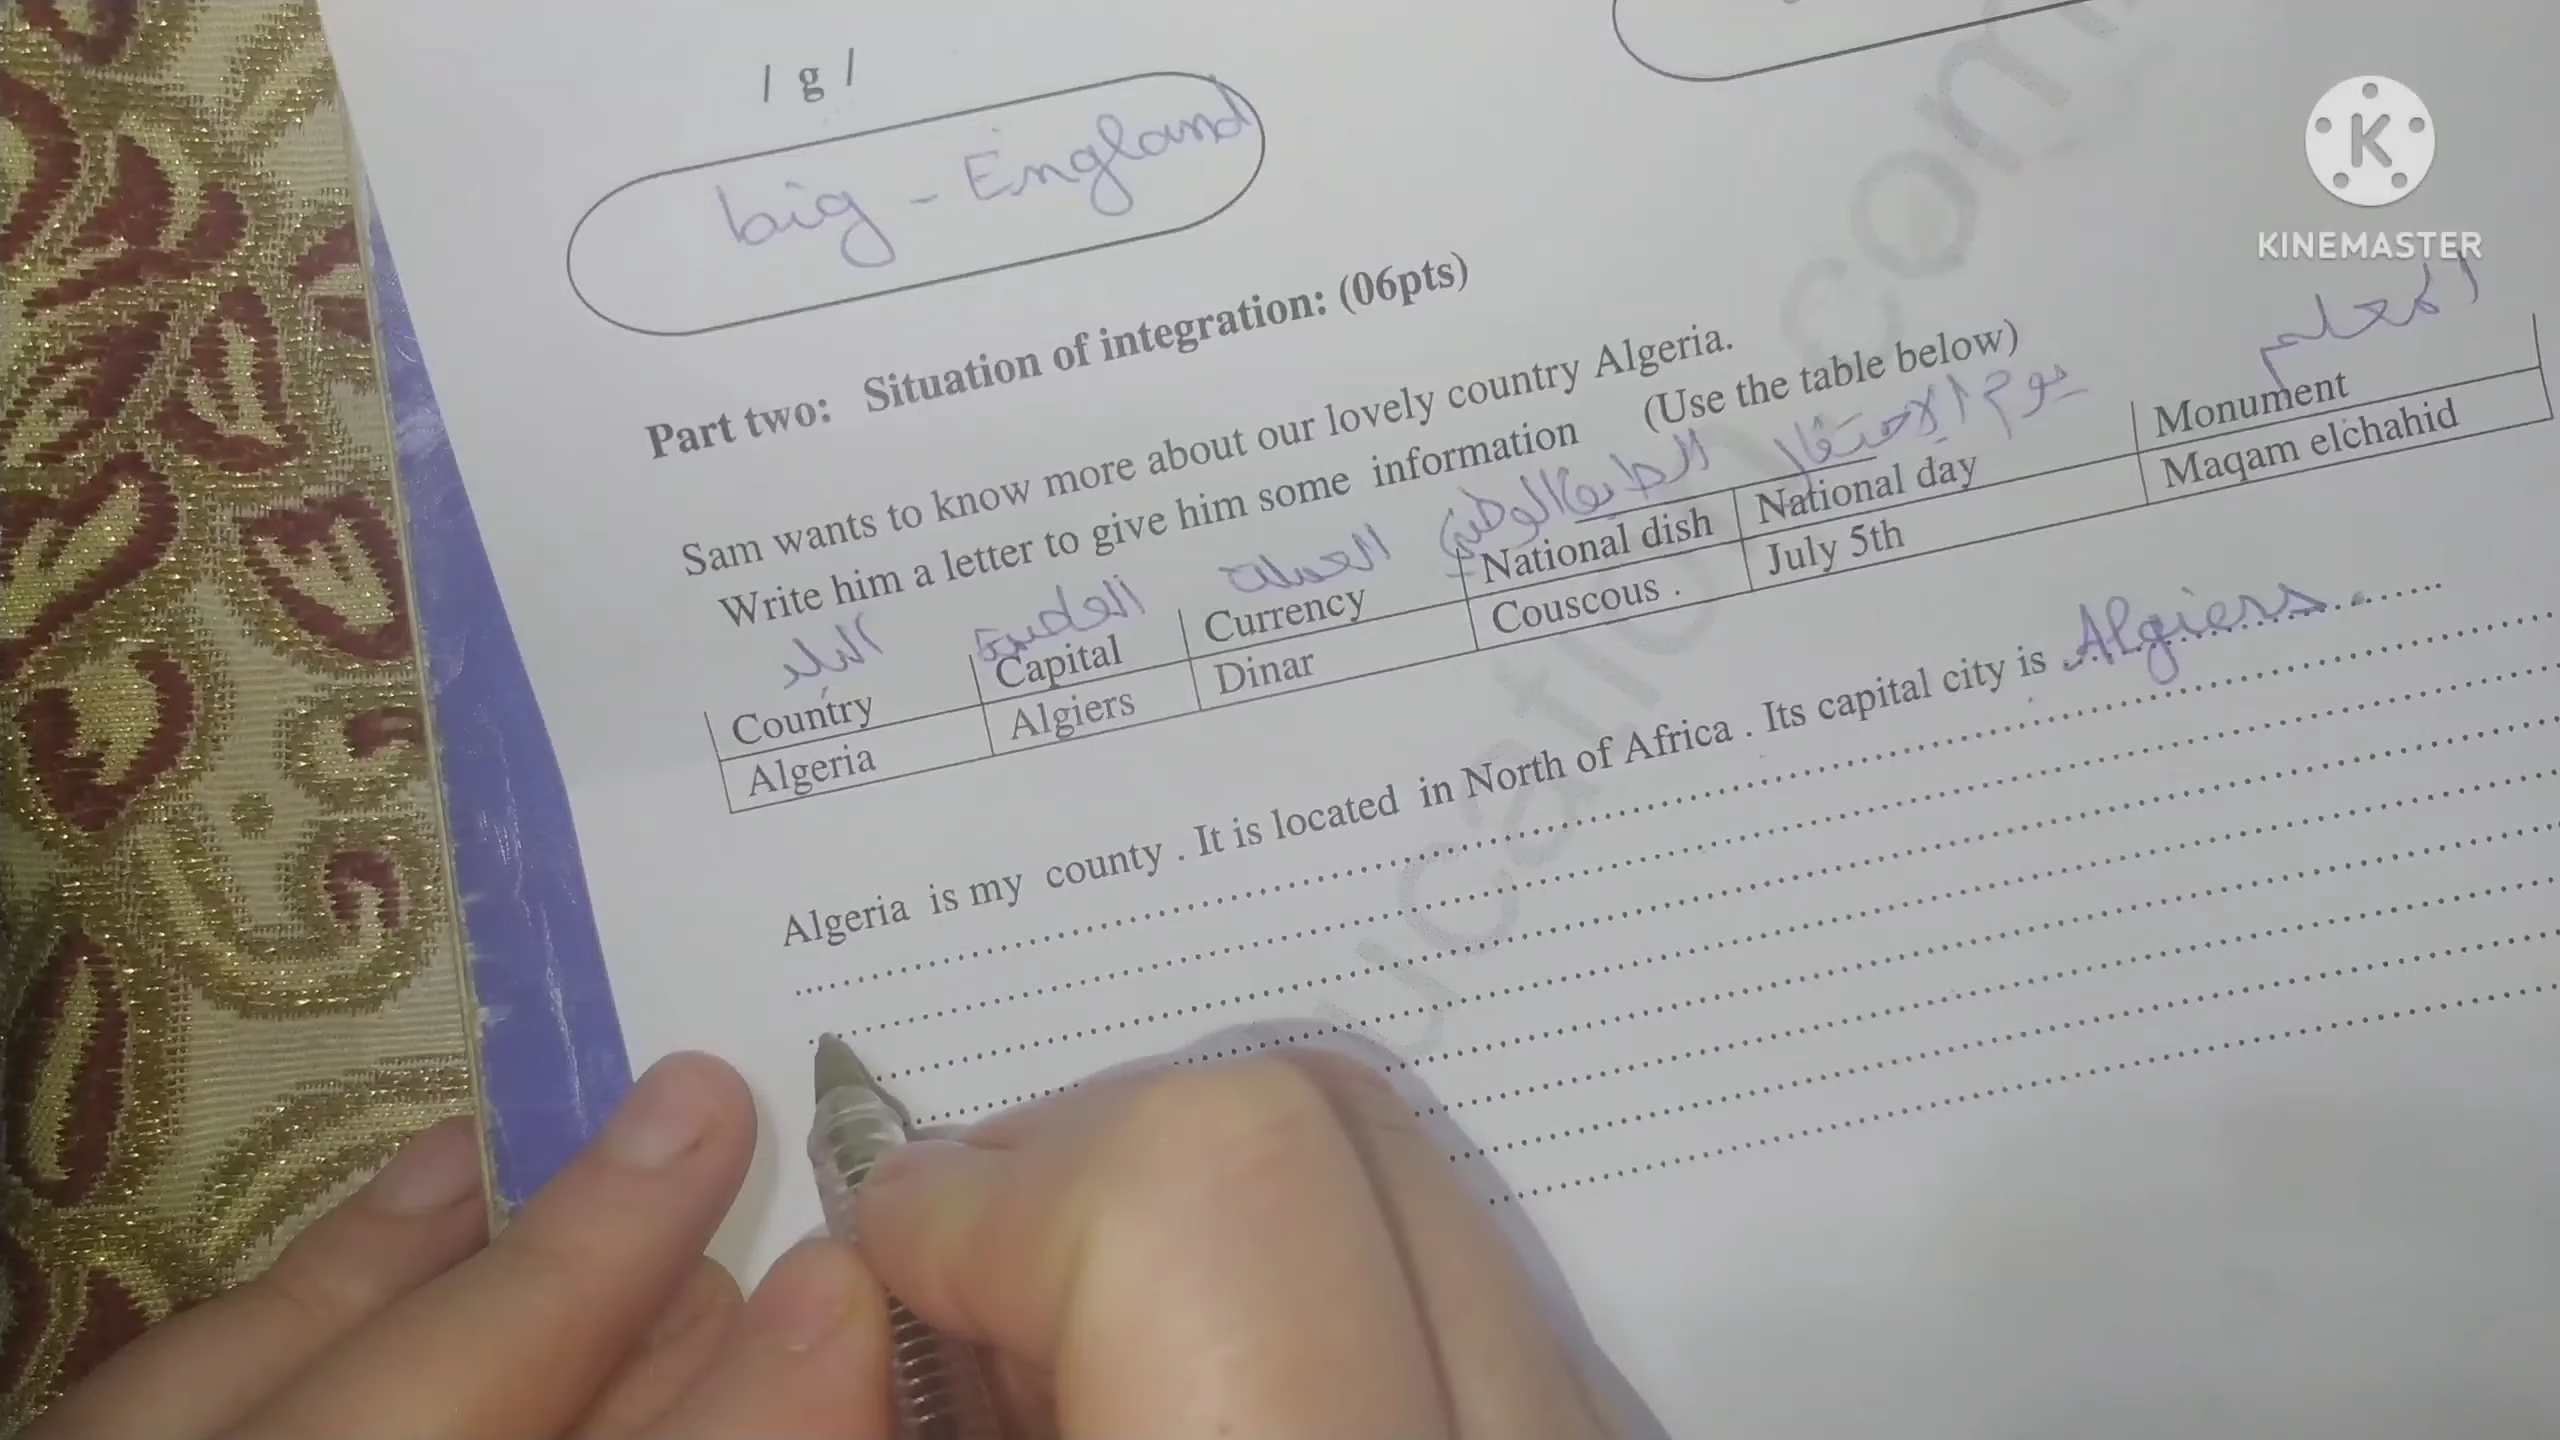 / g /
big - England
KINEMASTER
Part two: Situation of integration: (06pts)
Sam wants to know more about our lovely country Algeria.
Write him a letter to give him some information (Use the table below)
البلد العاصمة العملة الطبق الوطني يوم الإحتفال المعلم
Country Capital Currency National dish National day Monument
Algeria Algiers Dinar Couscous . July 5th Maqam elchahid
Algeria is my county . It is located in North of Africa . Its capital city is Algiers